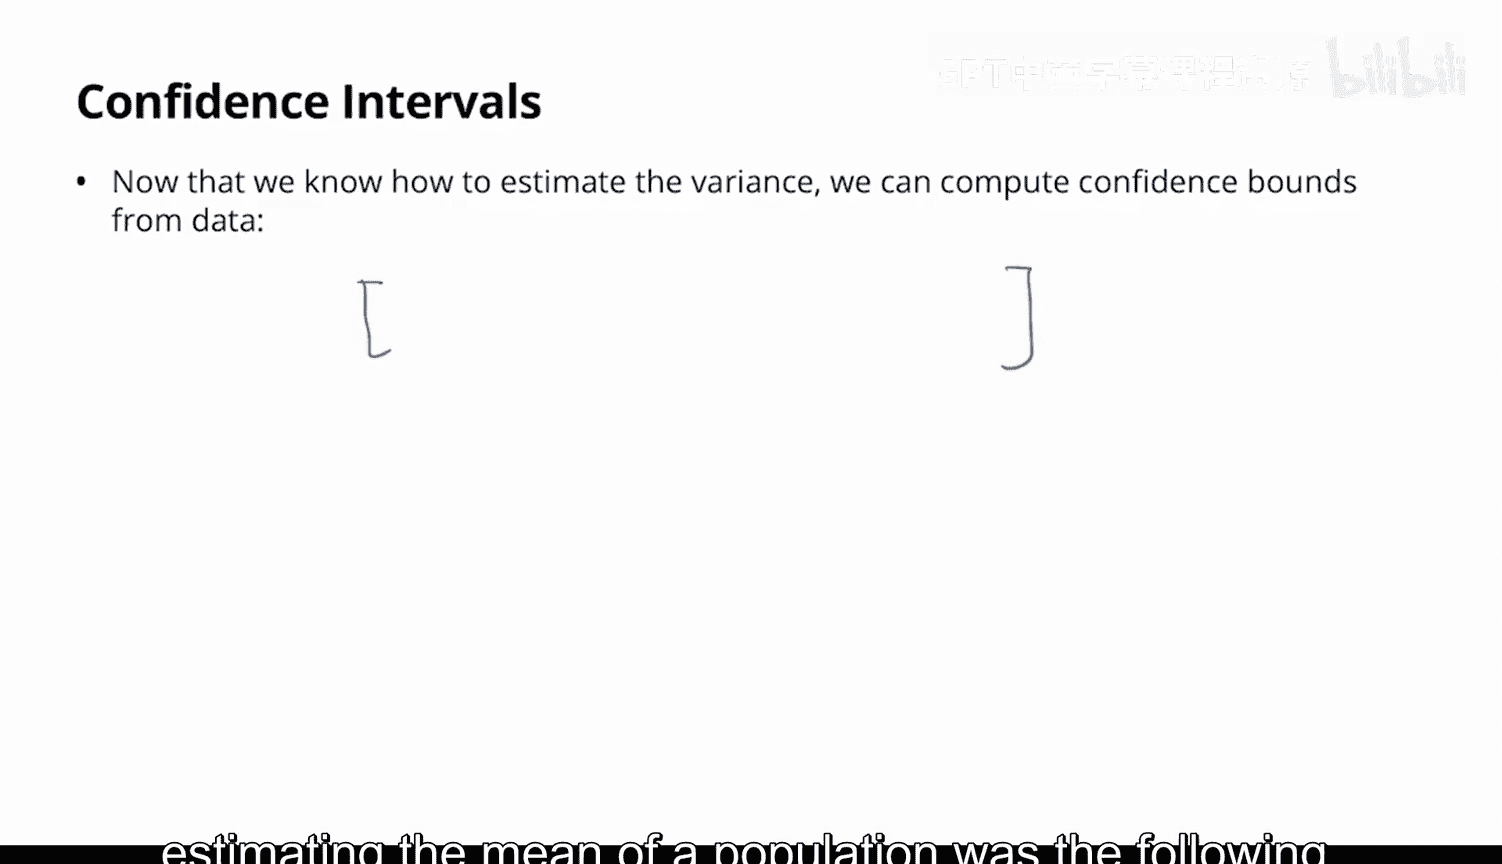 bilibili
Confidence Intervals
• Now that we know how to estimate the variance, we can compute confidence bounds
from data:
[ ]
estimating the mean of a population was the following